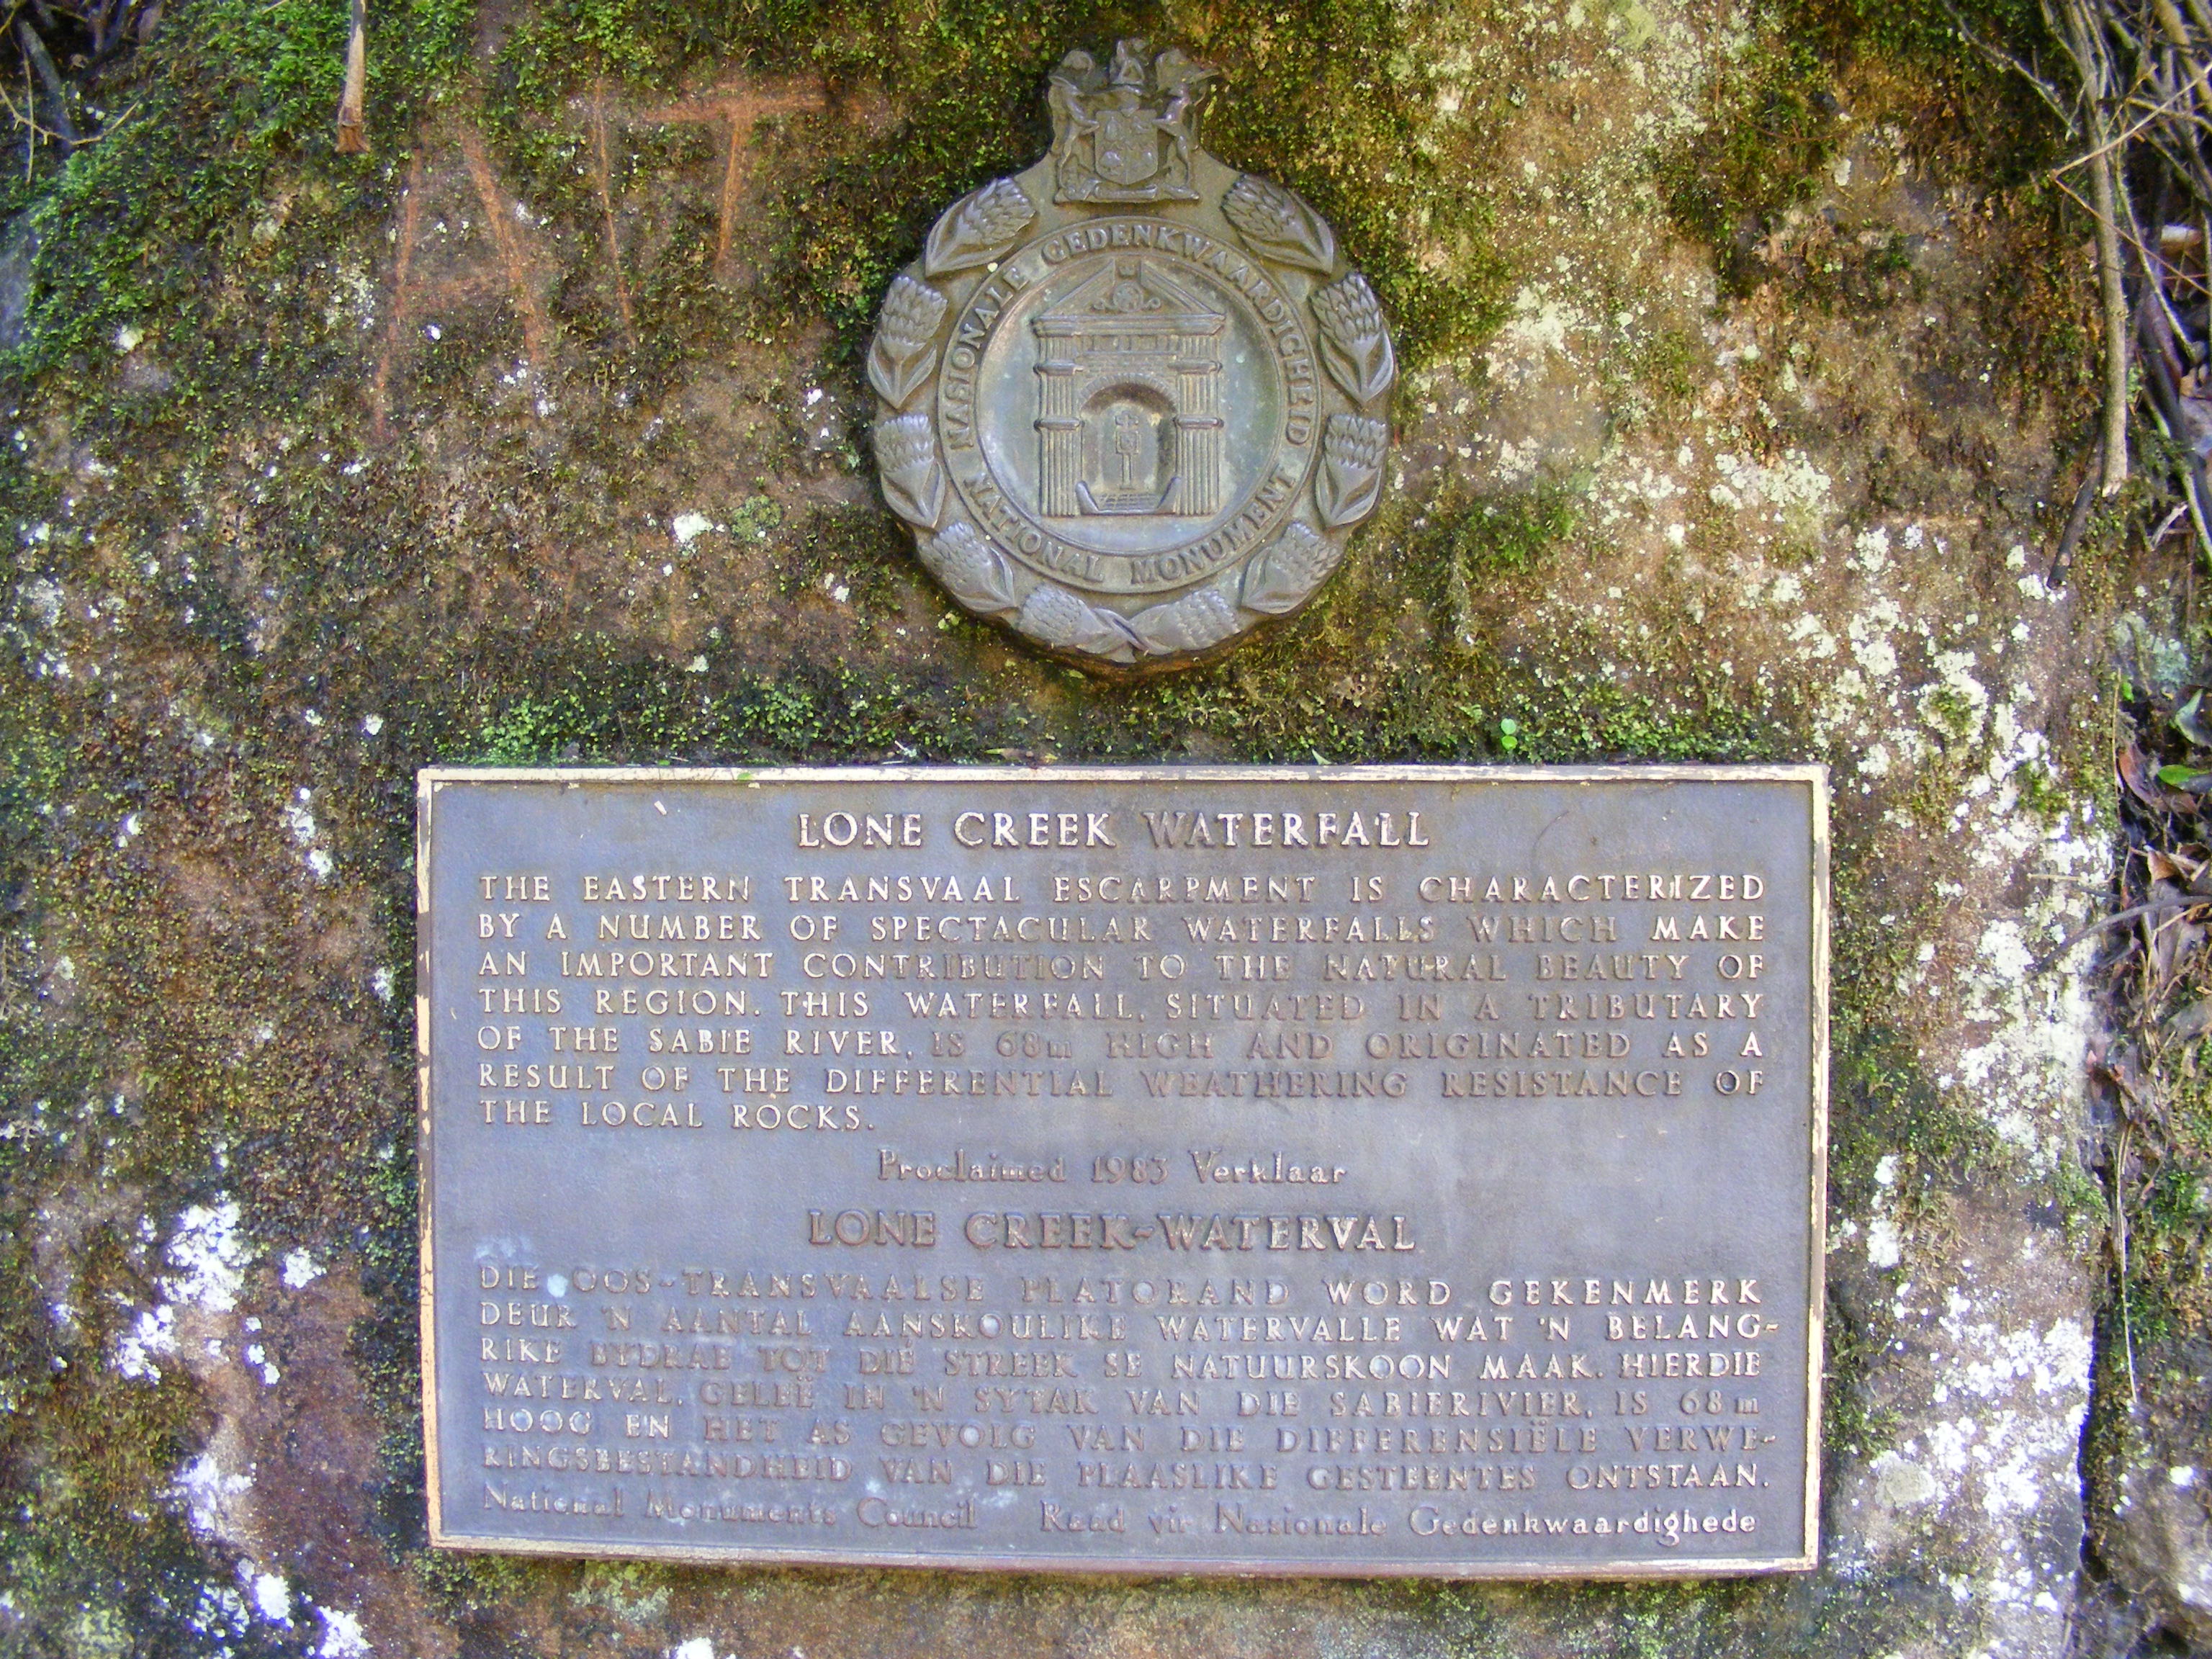 NASIONALE GEDENKWAARDIGHEID
NATIONAL MONUMENT
LONE CREEK WATERFALL
THE EASTERN TRANSVAAL ESCARPMENT IS CHARACTERIZED
BY A NUMBER OF SPECTACULAR WATERFALLS WHICH MAKE
AN IMPORTANT CONTRIBUTION TO THE NATURAL BEAUTY OF
THIS REGION. THIS WATERFALL, SITUATED IN A TRIBUTARY
OF THE SABIE RIVER, IS 68m HIGH AND ORIGINATED AS A
RESULT OF THE DIFFERENTIAL WEATHERING RESISTANCE OF
THE LOCAL ROCKS.
Proclaimed 1983 Verklaar
LONE CREEK-WATERVAL
DIE OOS-TRANSVAALSE PLATORAND WORD GEKENMERK
DEUR 'N AANTAL AANSKOULIKE WATERVALLE WAT 'N BELANG-
RIKE BYDRAE TOT DIÉ STREEK SE NATUURSKOON MAAK. HIERDIE
WATERVAL, GELEË IN 'N SYTAK VAN DIE SABIERIVIER, IS 68m
HOOG EN HET AS GEVOLG VAN DIE DIFFERENSIËLE VERWE-
RINGSBESTANDHEID VAN DIE PLAASLIKE GESTEENTES ONTSTAAN.
National Monuments Council Raad vir Nasionale Gedenkwaardighede